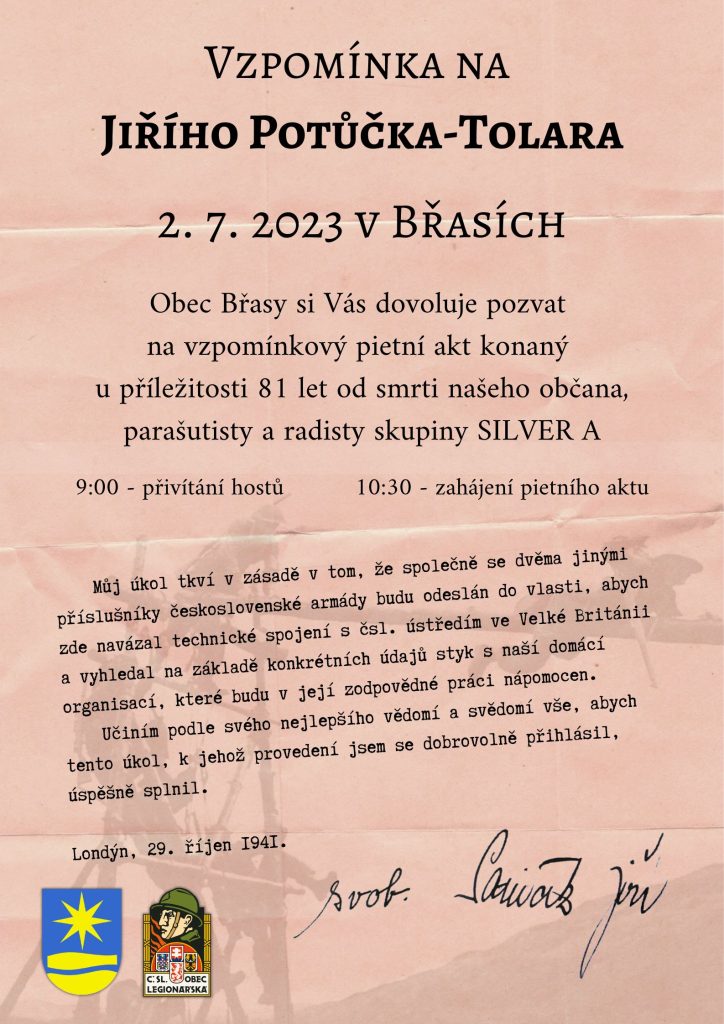 Vzpomínka na
Jiřího Potůčka-Tolara
2. 7. 2023 v Břasích
Obec Břasy si Vás dovoluje pozvat
na vzpomínkový pietní akt konaný
u příležitosti 81 let od smrti našeho občana,
parašutisty a radisty skupiny SILVER A
9:00 - přivítání hostů 10:30 - zahájení pietního aktu
Můj úkol tkví v zásadě v tom, že společně se dvěma jinými
příslušníky československé armády budu odeslán do vlasti, abych
zde navázal technické spojení s čsl. ústředím ve Velké Británii
a vyhledal na základě konkrétních údajů styk s naší domácí
organisací, které budu v její zodpovědné práci nápomocen.
Učiním podle svého nejlepšího vědomí a svědomí vše, abych
tento úkol, k jehož provedení jsem se dobrovolně přihlásil,
úspěšně splnil.
Londýn, 29. říjen I94I.
svob. Jiří
Č.SL. OBEC
LEGIONÁŘSKÁ